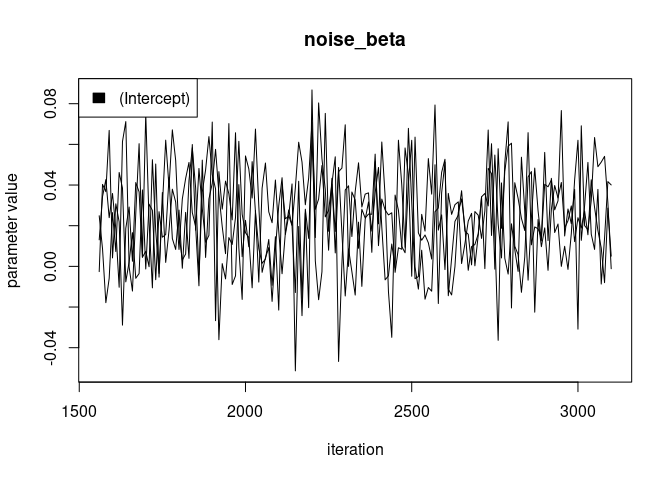 noise_beta
(Intercept)
parameter value
0.08
0.04
0.00
-0.04
1500 2000 2500 3000
iteration